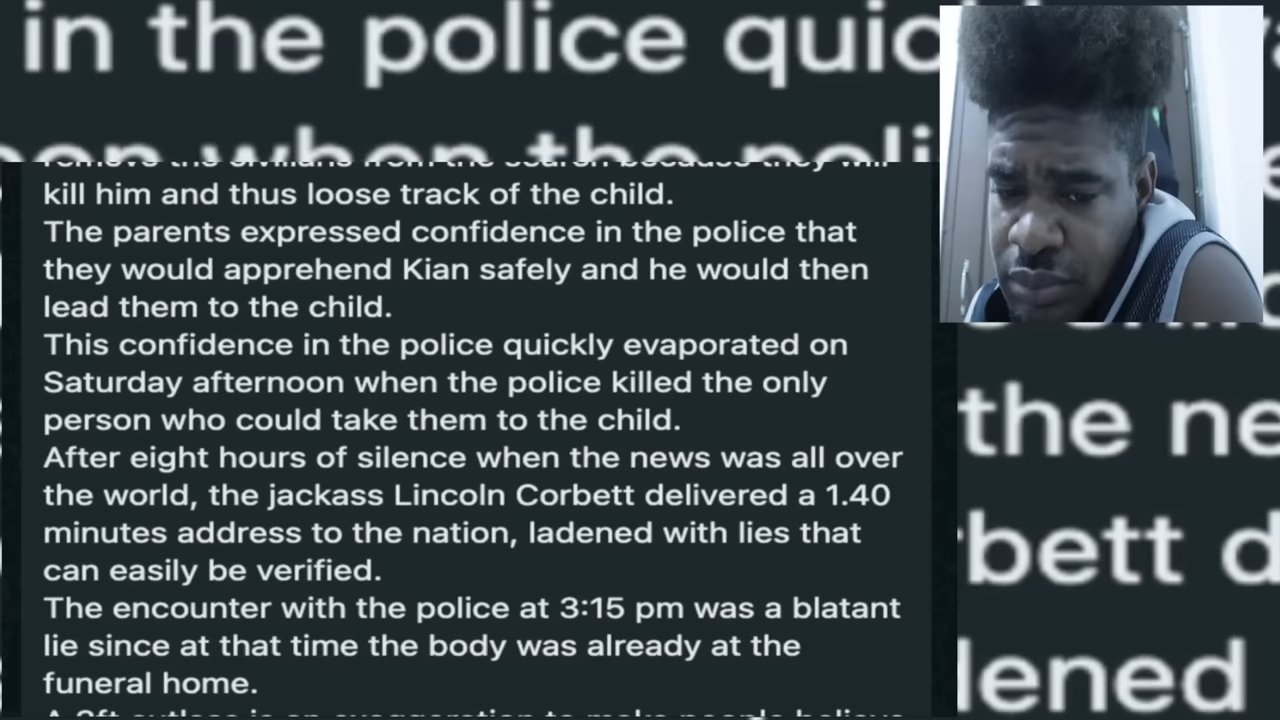 in the police quic
kill him and thus loose track of the child.
The parents expressed confidence in the police that
they would apprehend Kian safely and he would then
lead them to the child.
This confidence in the police quickly evaporated on
Saturday afternoon when the police killed the only
person who could take them to the child.
After eight hours of silence when the news was all over
the world, the jackass Lincoln Corbett delivered a 1.40
minutes address to the nation, ladened with lies that
can easily be verified.
The encounter with the police at 3:15 pm was a blatant
lie since at that time the body was already at the
funeral home.
the ne
rbett d
lened